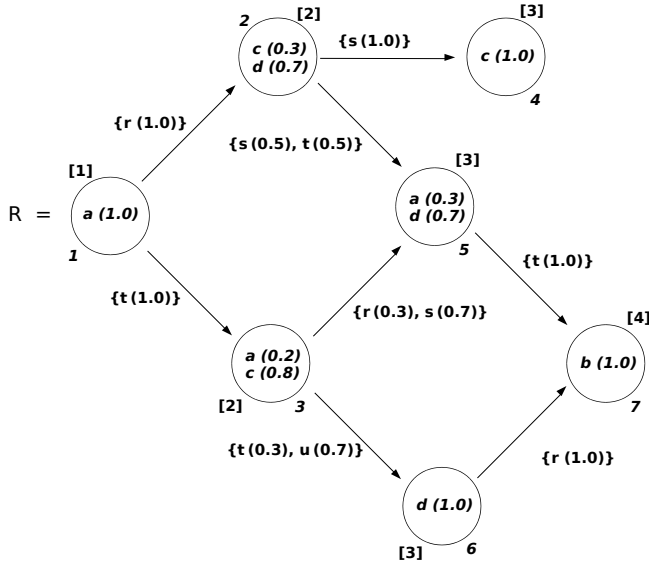 2 [2]
c (0.3)
d (0.7)
{s (1.0)}
[3]
c (1.0)
4
{r (1.0)}
{s (0.5), t (0.5)}
[1]
R =
a (1.0)
1
[3]
a (0.3)
d (0.7)
5
{t (1.0)}
{t (1.0)}
{r (0.3), s (0.7)}
a (0.2)
c (0.8)
[2] 3
[4]
b (1.0)
7
{t (0.3), u (0.7)}
{r (1.0)}
d (1.0)
[3] 6